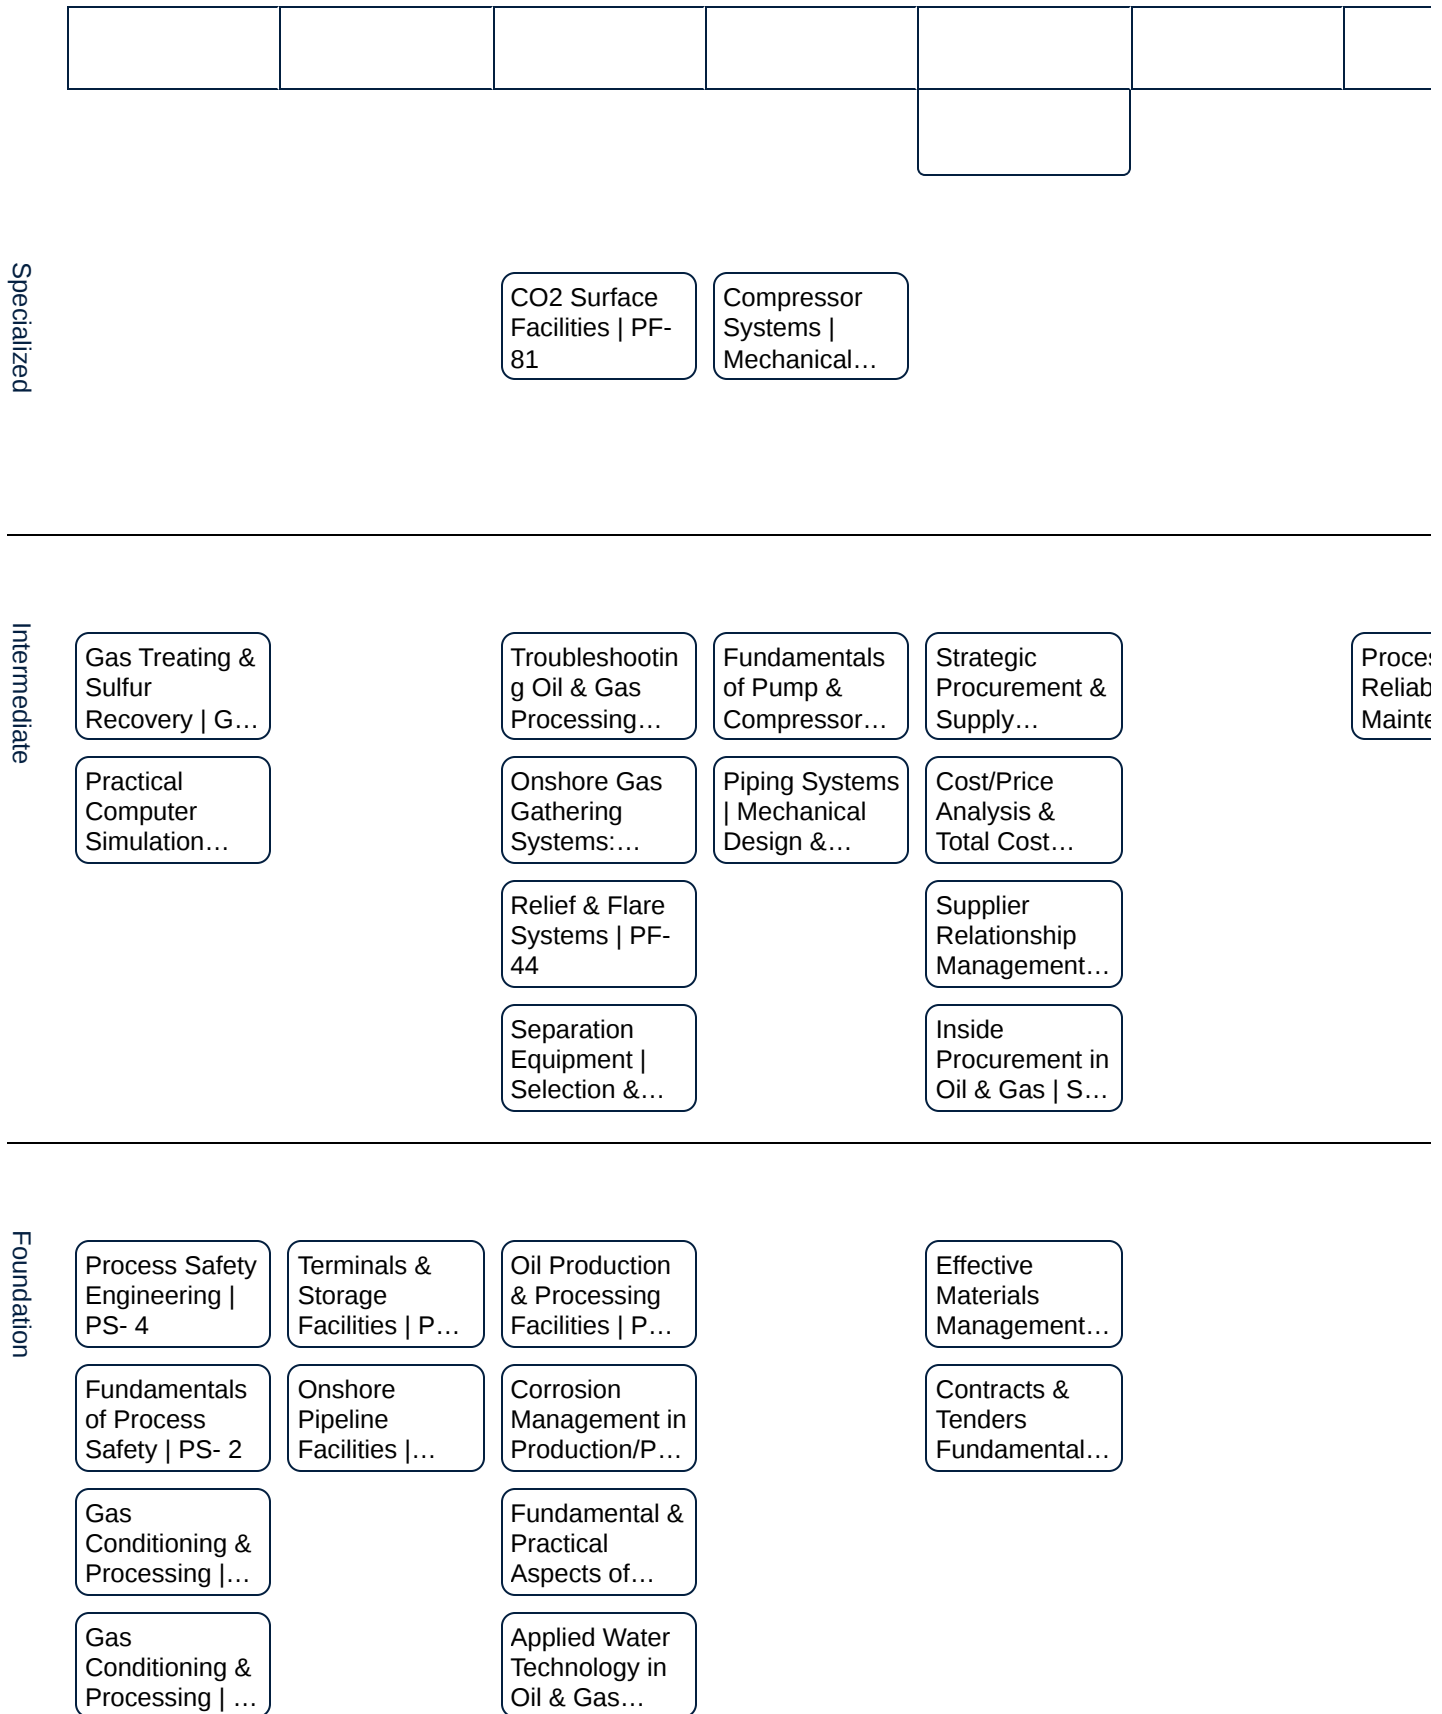 Specialized
CO2 Surface
Facilities | PF-
81
Compressor
Systems |
Mechanical…
Intermediate
Gas Treating &
Sulfur
Recovery | G…
Troubleshootin
g Oil & Gas
Processing…
Fundamentals
of Pump &
Compressor…
Strategic
Procurement &
Supply…
Proces
Reliab
Mainte
Practical
Computer
Simulation…
Onshore Gas
Gathering
Systems:…
Piping Systems
| Mechanical
Design &…
Cost/Price
Analysis &
Total Cost…
Relief & Flare
Systems | PF-
44
Supplier
Relationship
Management…
Separation
Equipment |
Selection &…
Inside
Procurement in
Oil & Gas | S…
Foundation
Process Safety
Engineering |
PS- 4
Terminals &
Storage
Facilities | P…
Oil Production
& Processing
Facilities | P…
Effective
Materials
Management…
Fundamentals
of Process
Safety | PS- 2
Onshore
Pipeline
Facilities |…
Corrosion
Management in
Production/P…
Contracts &
Tenders
Fundamental…
Gas
Conditioning &
Processing |…
Fundamental &
Practical
Aspects of…
Gas
Conditioning &
Processing | …
Applied Water
Technology in
Oil & Gas…